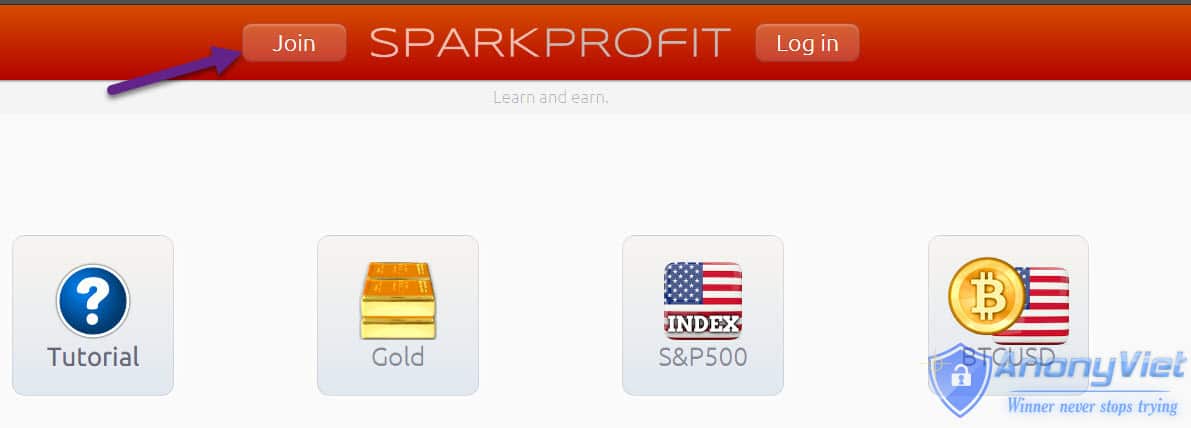 Join SPARKPROFIT Log in
Learn and earn.
?
INDEX
Tutorial Gold S&P500 BTCUSD
AnonyViet
Winner never stops trying